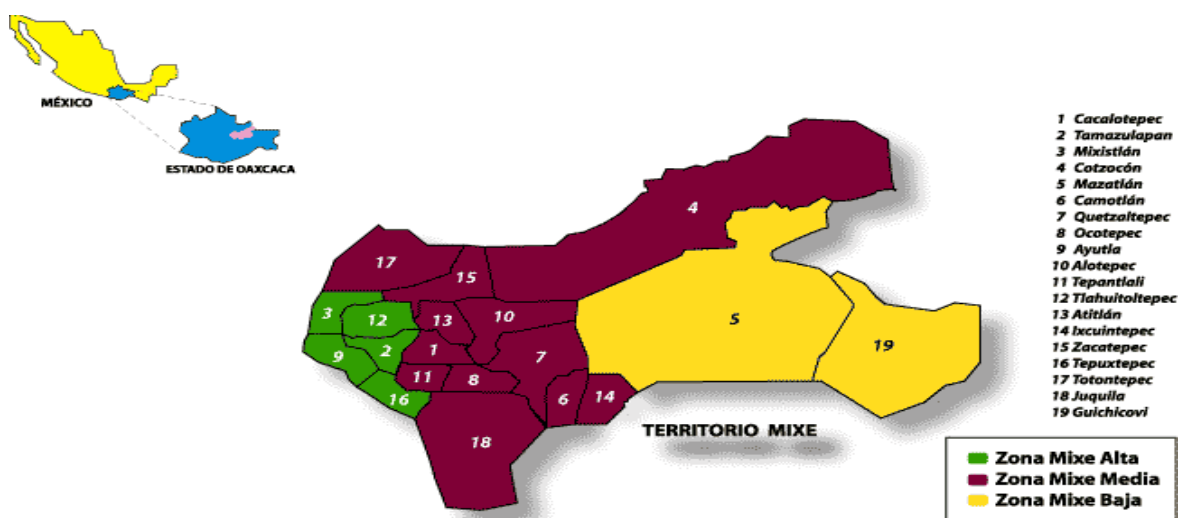 MÉXICO
ESTADO DE OAXCACA
1 Cacalotepec
2 Tamazulapan
3 Mixistlán
4 Cotzocón
5 Mazatlán
6 Camotlán
7 Quetzaltepec
8 Ocotepec
9 Ayutla
10 Alotepec
11 Tepantlali
12 Tlahuitoltepec
13 Atitlán
14 Ixcuintepec
15 Zacatepec
16 Tepuxtepec
17 Totontepec
18 Juquila
19 Guichicovi
4
17
15
3
12
13
10
5
19
9
2
1
7
11
8
16
6
14
18
TERRITORIO MIXE
Zona Mixe Alta
Zona Mixe Media
Zona Mixe Baja